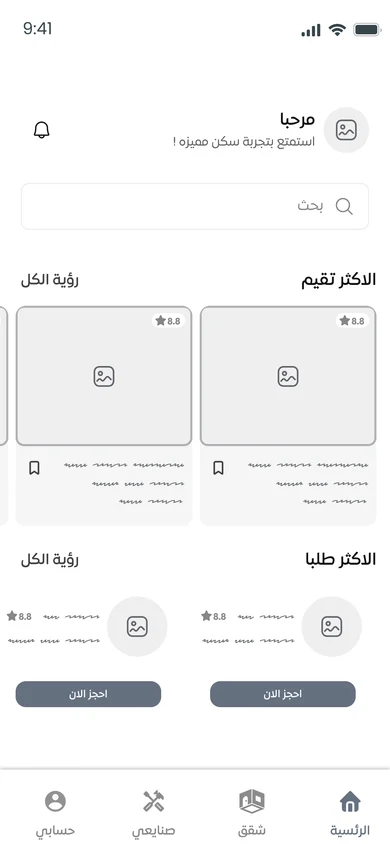 9:41
مرحبا
استمتع بتجربة سكن مميزه !
بحث
الاكثر تقيم
رؤية الكل
8.8
8.8
الاكثر طلبا
رؤية الكل
8.8
8.8
احجز الان
احجز الان
الرئسية
شقق
صنايعي
حسابي